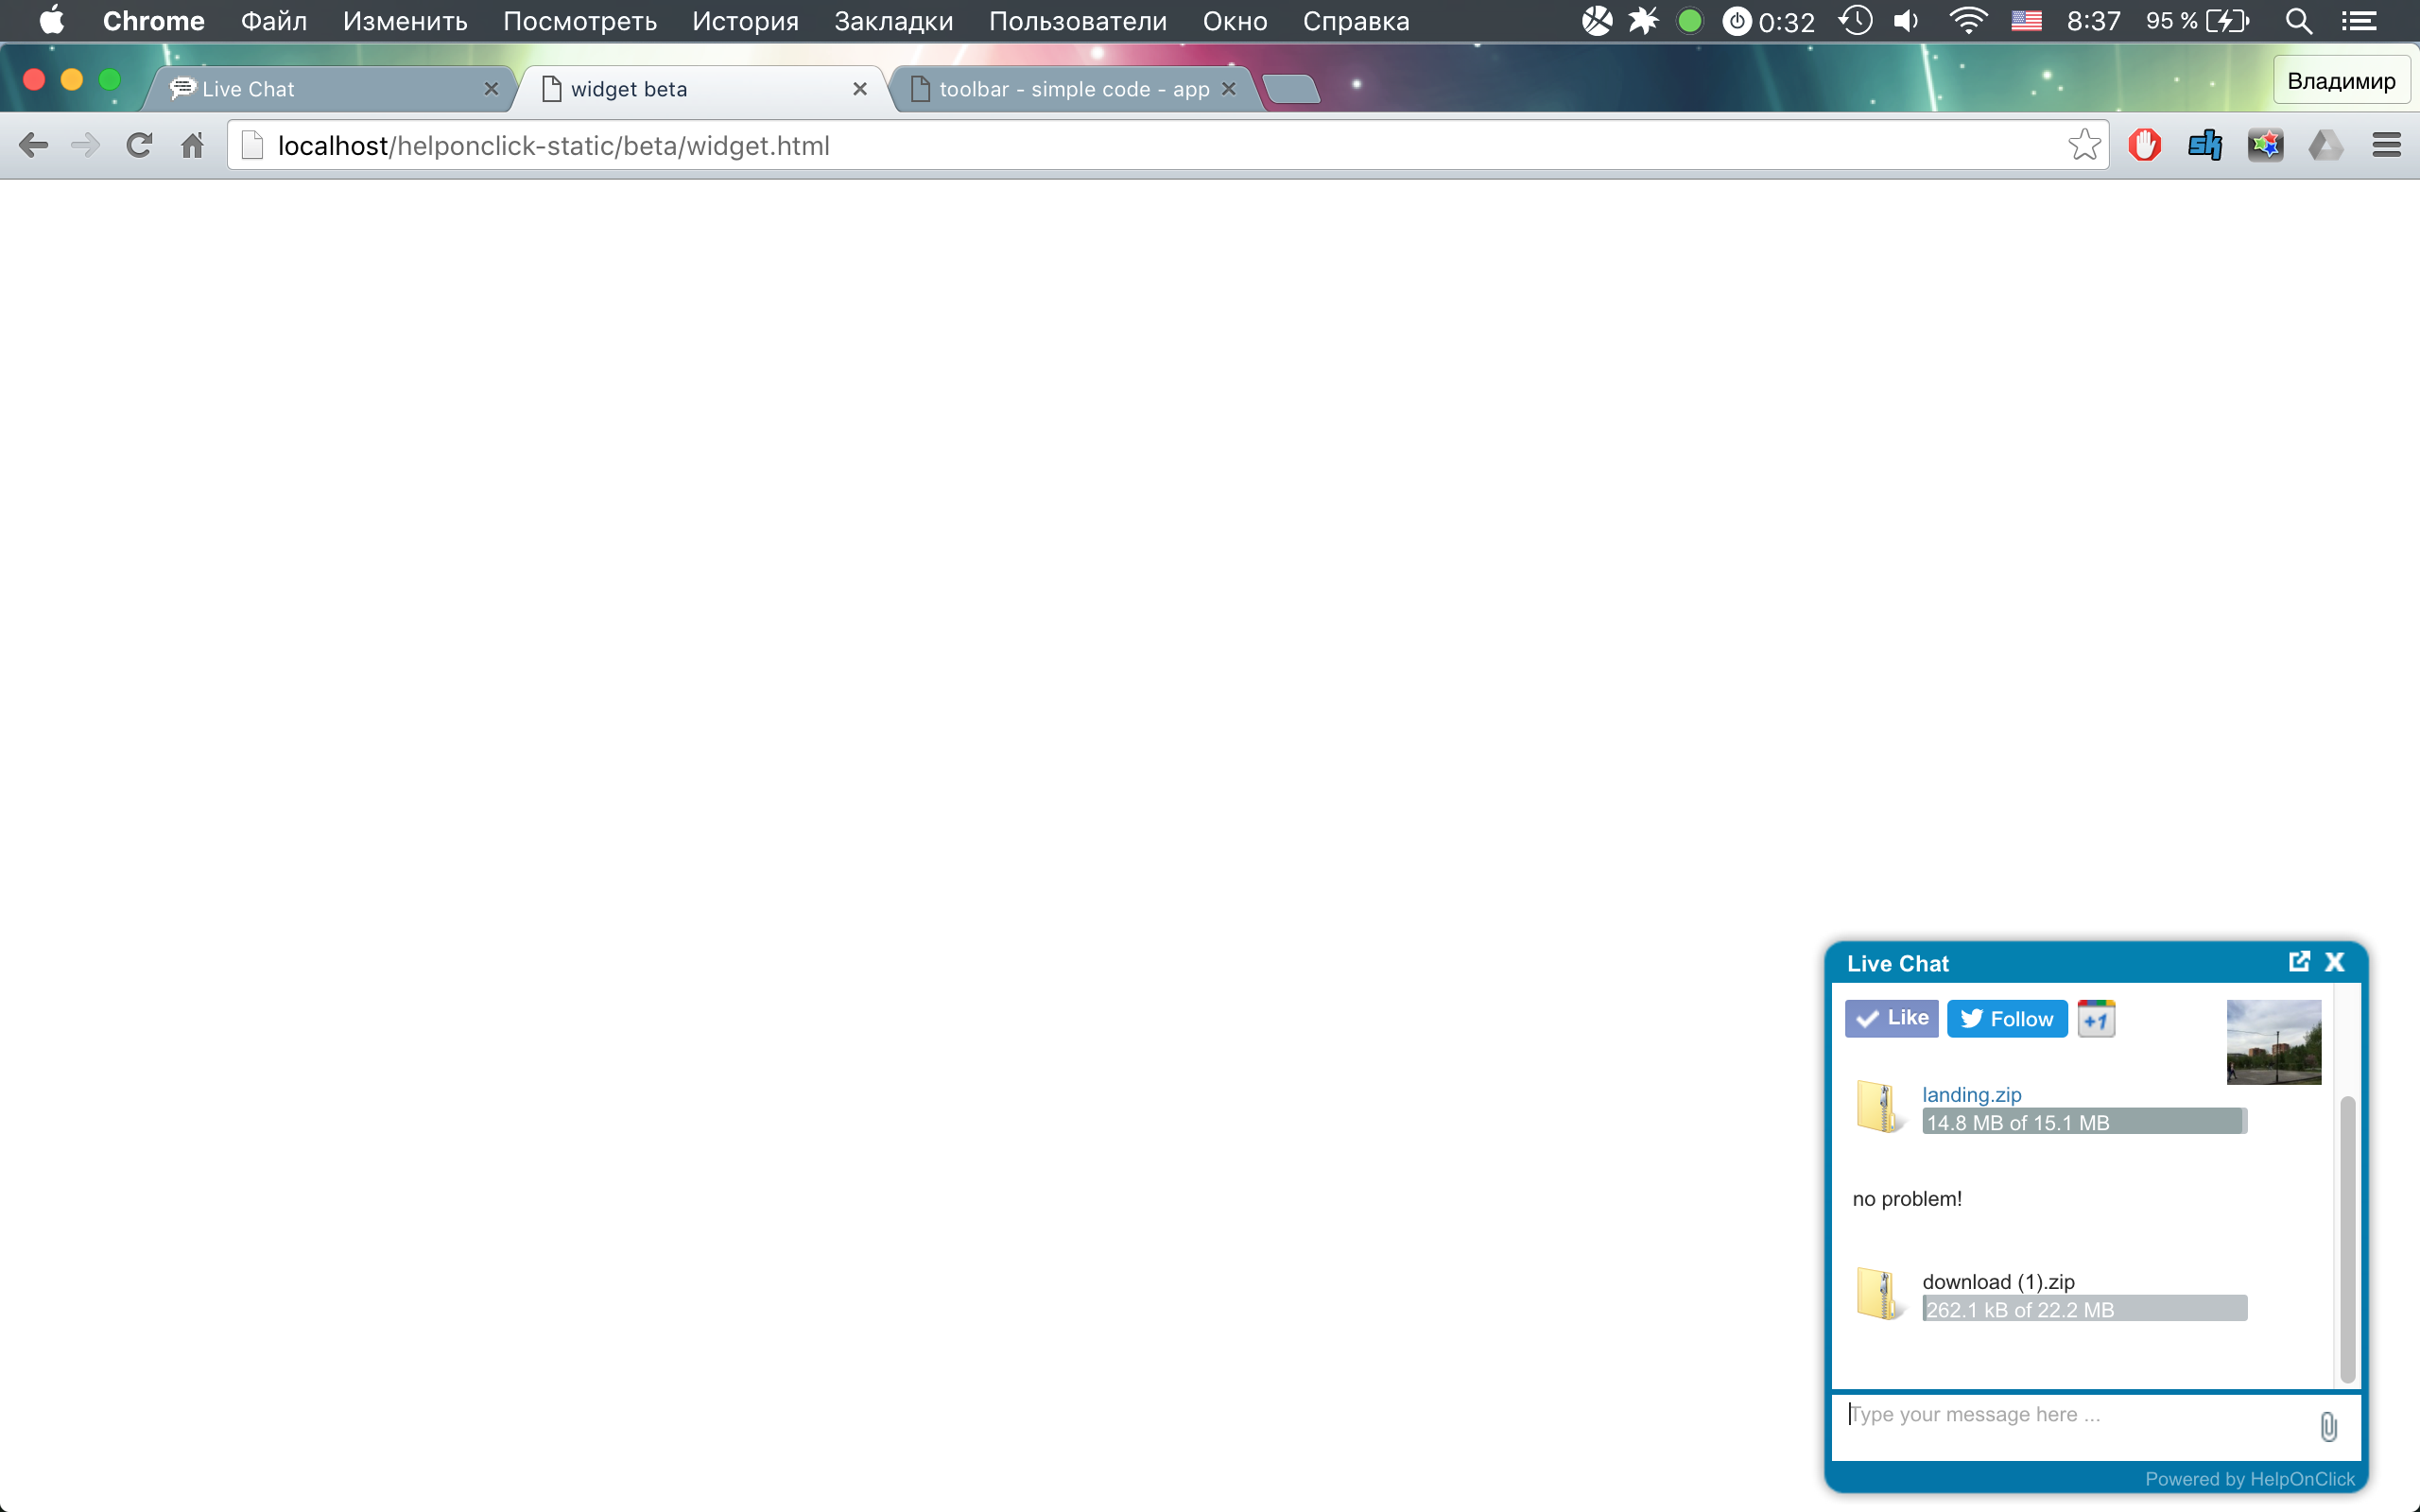 Chrome Файл Изменить Посмотреть История Закладки Пользователи Окно Справка 0:32 8:37 95 %
Live Chat widget beta toolbar - simple code - app Владимир
localhost/helponclick-static/beta/widget.html sk
Live Chat X
Like Follow +1
landing.zip
14.8 MB of 15.1 MB
no problem!
download (1).zip
262.1 kB of 22.2 MB
Type your message here ...
Powered by HelpOnClick